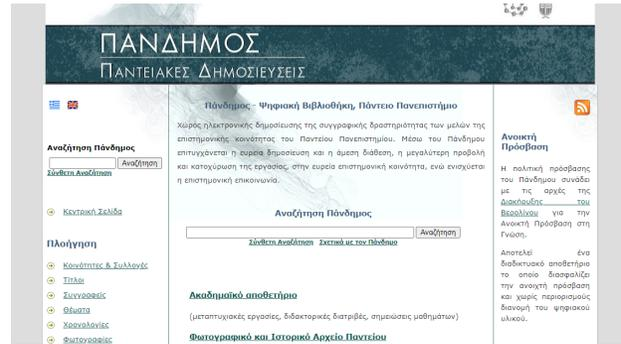 ΠΑΝΔΗΜΟΣ
ΠΑΝΤΕΙΑΚΕΣ ΔΗΜΟΣΙΕΥΣΕΙΣ
Αναζήτηση Πάνδημος
Αναζήτηση
Σύνθετη Αναζήτηση
Κεντρική Σελίδα
Πλοήγηση
Κοινότητες & Συλλογές
Τίτλοι
Συγγραφείς
Θέματα
Χρονολογίες
Φωτογραφίες
Πάνδημος - Ψηφιακή Βιβλιοθήκη, Πάντειο Πανεπιστήμιο
Χώρος ηλεκτρονικής δημοσίευσης της συγγραφικής δραστηριότητας των μελών της
επιστημονικής κοινότητας του Παντείου Πανεπιστημίου. Μέσω του Πάνδημου
επιτυγχάνεται η ευρεία δημοσίευση και η άμεση διάθεση, η μεγαλύτερη προβολή
και κατοχύρωση της εργασίας, στην ευρεία επιστημονική κοινότητα, ενώ ενισχύεται
η επιστημονική επικοινωνία.
Αναζήτηση Πάνδημος
Αναζήτηση
Σύνθετη Αναζήτηση Σχετικά με τον Πάνδημο
Ακαδημαϊκό αποθετήριο
(μεταπτυχιακές εργασίες, διδακτορικές διατριβές, σημειώσεις μαθημάτων)
Φωτογραφικό και Ιστορικό Αρχείο Παντείου
Ανοικτή
Πρόσβαση
Η πολιτική πρόσβασης
του Πάνδημου συνάδει
με τις αρχές της
Διακήρυξης του
Βερολίνου για την
Ανοικτή Πρόσβαση στη
Γνώση.
Αποτελεί ένα
διαδικτυακό αποθετήριο
το οποίο διασφαλίζει
την ανοιχτή πρόσβαση
και χωρίς περιορισμούς
διανομή του ψηφιακού
υλικού.